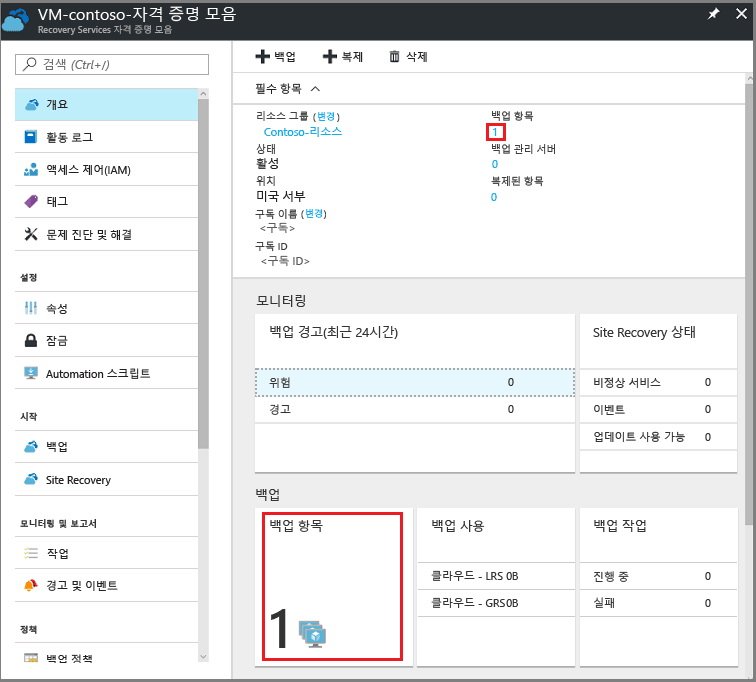 VM-contoso-자격 증명 모음
Recovery Services 자격 증명 모음
검색 (Ctrl+/)
개요
활동 로그
액세스 제어(IAM)
태그
문제 진단 및 해결
설정
속성
잠금
Automation 스크립트
시작
백업
Site Recovery
모니터링 및 보고서
작업
경고 및 이벤트
정책
백업 정책
백업 복제 삭제
필수 항목
리소스 그룹 (변경)
Contoso-리소스
상태
활성
위치
미국 서부
구독 이름 (변경)
<구독>
구독 ID
<구독 ID>
백업 항목
1
백업 관리 서버
0
복제된 항목
0
모니터링
백업 경고(최근 24시간)
위험 0
경고 0
Site Recovery 상태
비정상 서비스 0
이벤트 0
업데이트 사용 가능 0
백업
백업 항목
1
백업 사용
클라우드 - LRS 0B
클라우드 - GRS0B
백업 작업
진행 중 0
실패 0